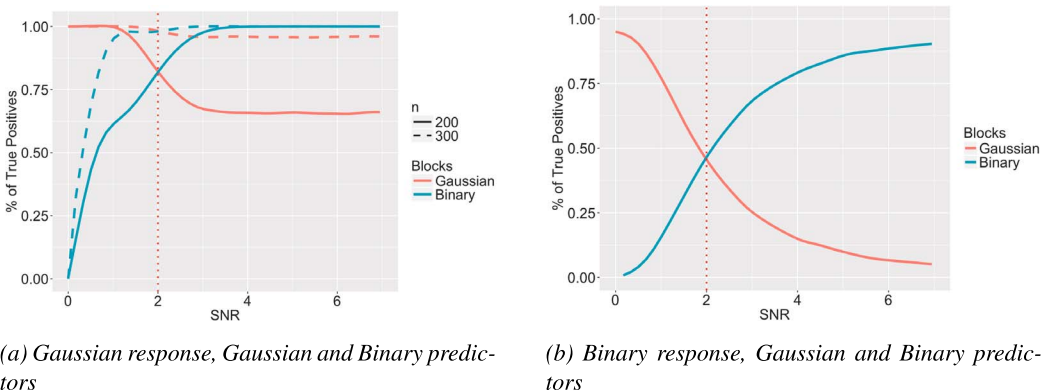 % of True Positives
1.00
0.75
0.50
0.25
0.00
0
2
4
6
SNR
n
200
300
Blocks
Gaussian
Binary
(a) Gaussian response, Gaussian and Binary predic-
tors
% of True Positives
1.00
0.75
0.50
0.25
0.00
0
2
4
6
SNR
Blocks
Gaussian
Binary
(b) Binary response, Gaussian and Binary predic-
tors